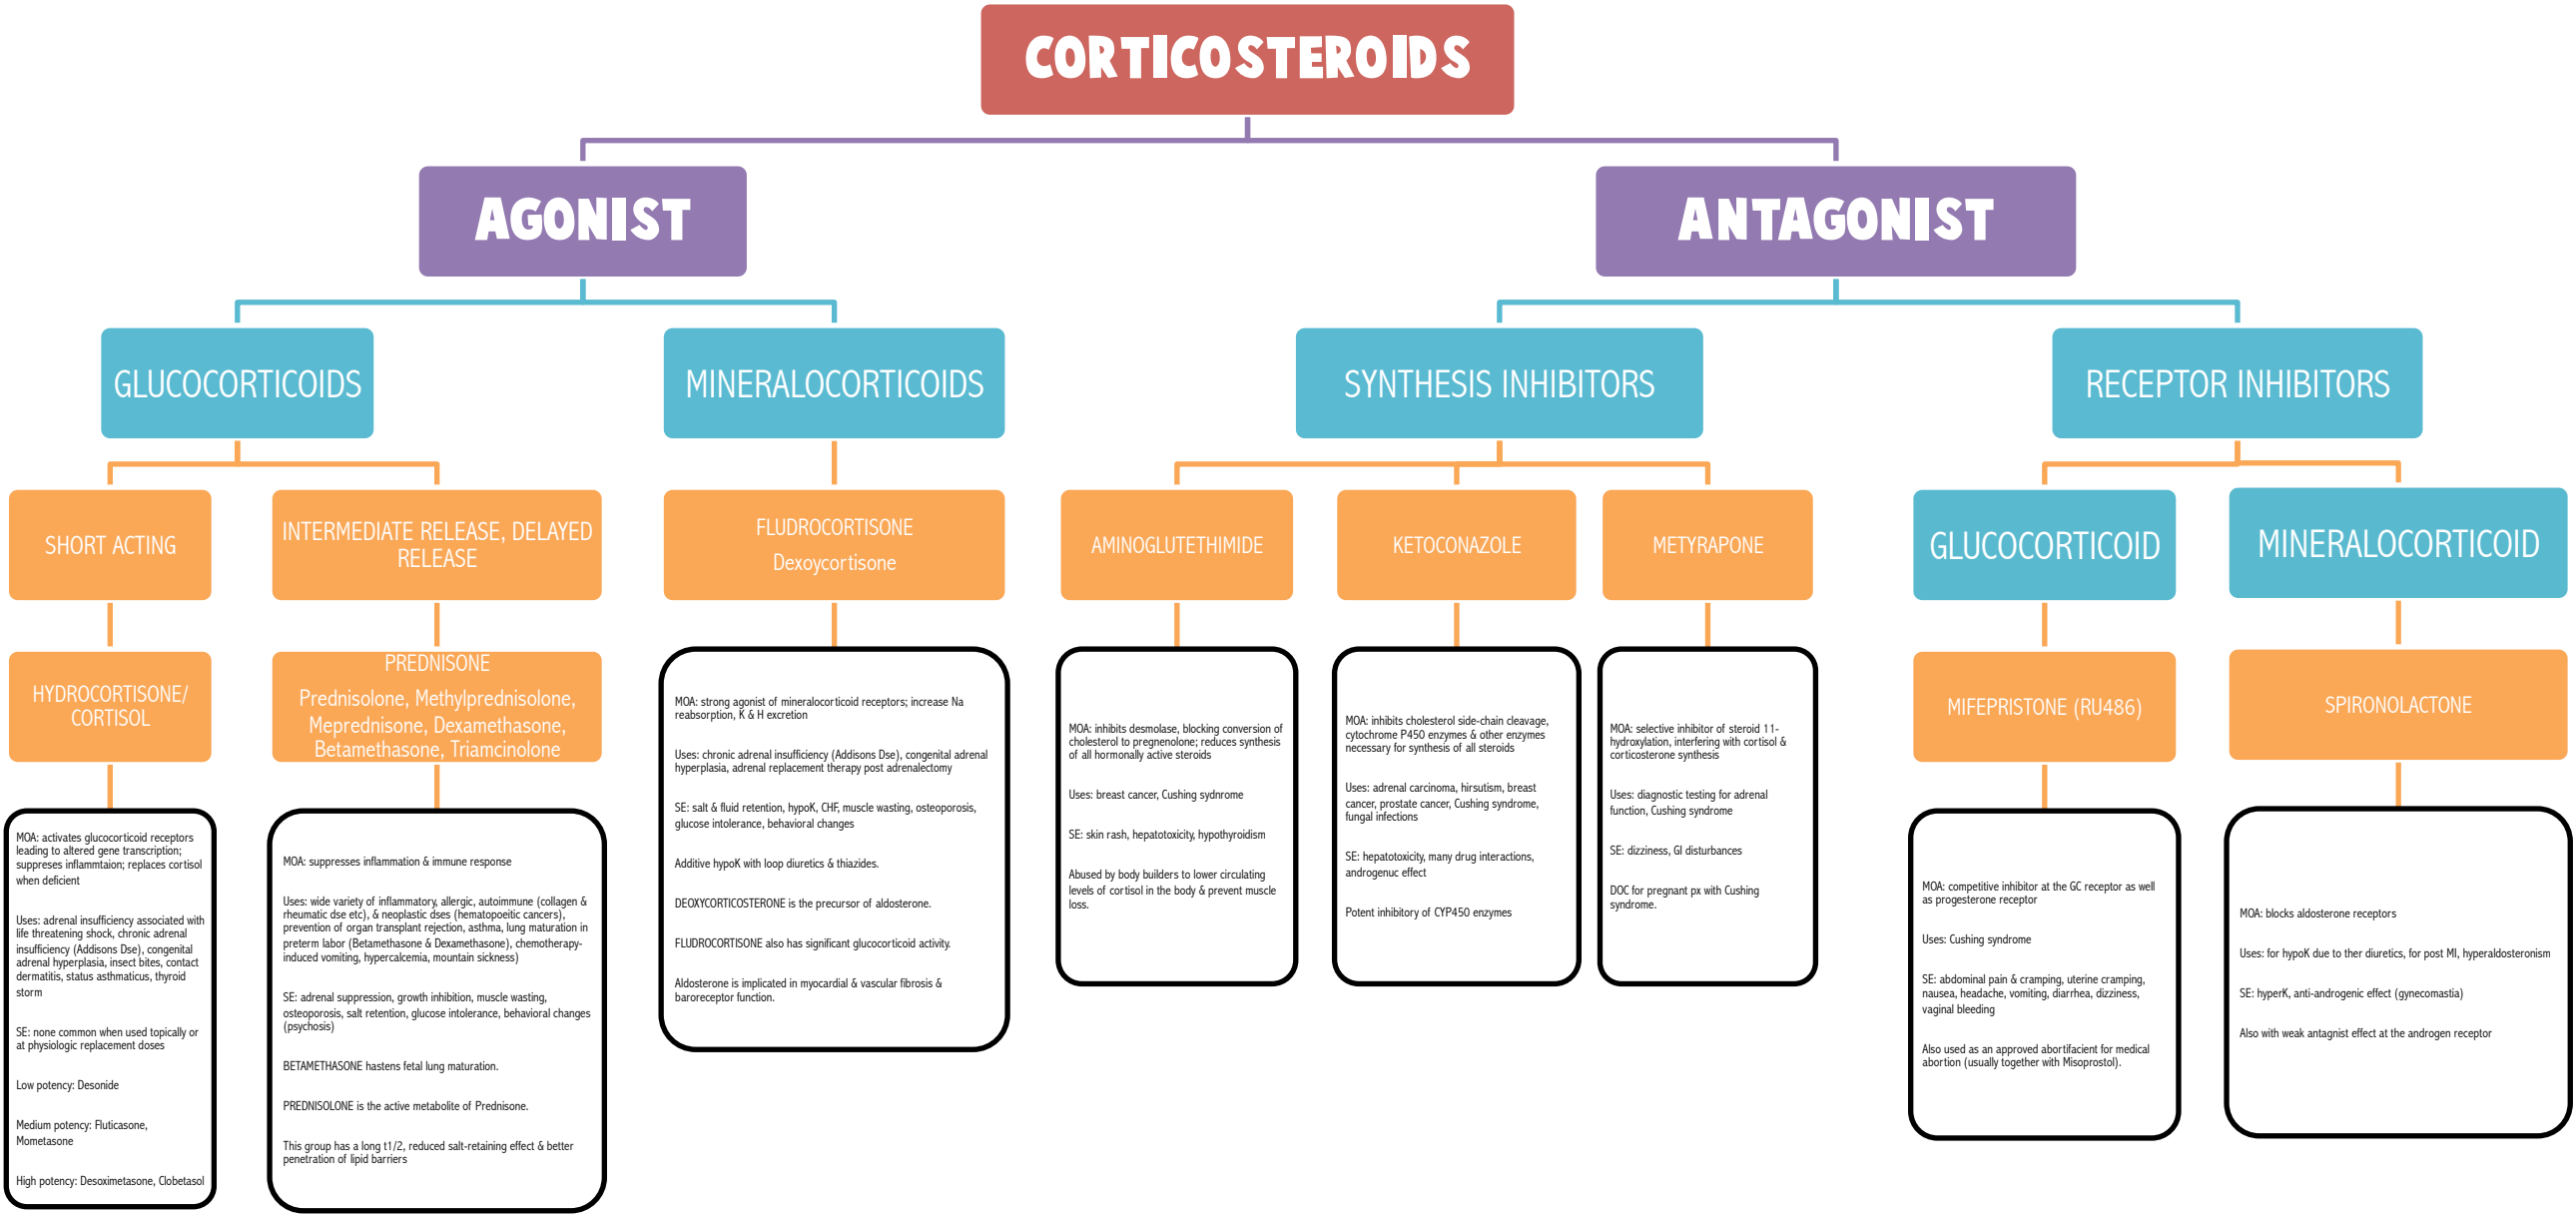 CORTICOSTEROIDS
AGONIST
ANTAGONIST
GLUCOCORTICOIDS
MINERALOCORTICOIDS
SYNTHESIS INHIBITORS
RECEPTOR INHIBITORS
SHORT ACTING
INTERMEDIATE RELEASE, DELAYED
RELEASE
FLUDROCORTISONE
Dexoycortisone
AMINOGLUTETHIMIDE
KETOCONAZOLE
METYRAPONE
GLUCOCORTICOID
MINERALOCORTICOID
HYDROCORTISONE/
CORTISOL
PREDNISONE
Prednisolone, Methylprednisolone,
Meprednisone, Dexamethasone,
Betamethasone, Triamcinolone
MIFEPRISTONE (RU486)
SPIRONOLACTONE
MOA: activates glucocorticoid receptors
leading to altered gene transcription;
suppreses inflammtaion; replaces cortisol
when deficient
Uses: adrenal insufficiency associated with
life threatening shock, chronic adrenal
insufficiency (Addisons Dse), congenital
adrenal hyperplasia, insect bites, contact
dermatitis, status asthmaticus, thyroid
storm
SE: none common when used topically or
at physiologic replacement doses
Low potency: Desonide
Medium potency: Fluticasone,
Mometasone
High potency: Desoximetasone, Clobetasol
MOA: suppresses inflammation & immune response
Uses: wide variety of inflammatory, allergic, autoimmune (collagen &
rheumatic dse etc), & neoplastic dses (hematopoeitic cancers),
prevention of organ transplant rejection, asthma, lung maturation in
preterm labor (Betamethasone & Dexamethasone), chemotherapy-
induced vomiting, hypercalcemia, mountain sickness)
SE: adrenal suppression, growth inhibition, muscle wasting,
osteoporosis, salt retention, glucose intolerance, behavioral changes
(psychosis)
BETAMETHASONE hastens fetal lung maturation.
PREDNISOLONE is the active metabolite of Prednisone.
This group has a long t1/2, reduced salt-retaining effect & better
penetration of lipid barriers
MOA: strong agonist of mineralocorticoid receptors; increase Na
reabsorption, K & H excretion
Uses: chronic adrenal insufficiency (Addisons Dse), congenital adrenal
hyperplasia, adrenal replacement therapy post adrenalectomy
SE: salt & fluid retention, hypoK, CHF, muscle wasting, osteoporosis,
glucose intolerance, behavioral changes
Additive hypoK with loop diuretics & thiazides.
DEOXYCORTICOSTERONE is the precursor of aldosterone.
FLUDROCORTISONE also has significant glucocorticoid activity.
Aldosterone is implicated in myocardial & vascular fibrosis &
baroreceptor function.
MOA: inhibits desmolase, blocking conversion of
cholesterol to pregnenolone; reduces synthesis
of all hormonally active steroids
Uses: breast cancer, Cushing sydnrome
SE: skin rash, hepatotoxicity, hypothyroidism
Abused by body builders to lower circulating
levels of cortisol in the body & prevent muscle
loss.
MOA: inhibits cholesterol side-chain cleavage,
cytochrome P450 enzymes & other enzymes
necessary for synthesis of all steroids
Uses: adrenal carcinoma, hirsutism, breast
cancer, prostate cancer, Cushing syndrome,
fungal infections
SE: hepatotoxicity, many drug interactions,
androgenuc effect
Potent inhibitory of CYP450 enzymes
MOA: selective inhibitor of steroid 11-
hydroxylation, interfering with cortisol &
corticosterone synthesis
Uses: diagnostic testing for adrenal
function, Cushing syndrome
SE: dizziness, GI disturbances
DOC for pregnant px with Cushing
syndrome.
MOA: competitive inhibitor at the GC receptor as well
as progesterone receptor
Uses: Cushing syndrome
SE: abdominal pain & cramping, uterine cramping,
nausea, headache, vomiting, diarrhea, dizziness,
vaginal bleeding
Also used as an approved abortifacient for medical
abortion (usually together with Misoprostol).
MOA: blocks aldosterone receptors
Uses: for hypoK due to ther diuretics, for post MI, hyperaldosteronism
SE: hyperK, anti-androgenic effect (gynecomastia)
Also with weak antagnist effect at the androgen receptor